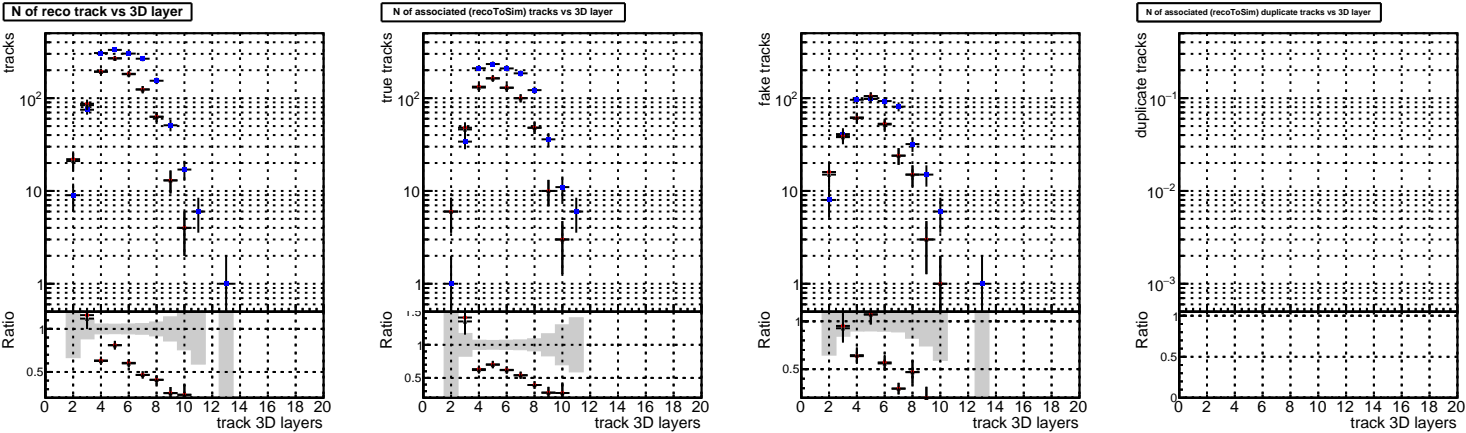 N of reco track vs 3D layer
tracks
10²
10
1
Ratio
1
0.5
0 2 4 6 8 10 12 14 16 18 20
track 3D layers
N of associated (recoToSim) tracks vs 3D layer
true tracks
10²
10
1
Ratio
1.5
1
0.5
0 2 4 6 8 10 12 14 16 18 20
track 3D layers
fake tracks
10²
10
1
Ratio
1
0.5
0 2 4 6 8 10 12 14 16 18 20
track 3D layers
N of associated (recoToSim) duplicate tracks vs 3D layer
duplicate tracks
10⁻¹
10⁻²
10⁻³
Ratio
1
0.5
0
0 2 4 6 8 10 12 14 16 18 20
track 3D layers